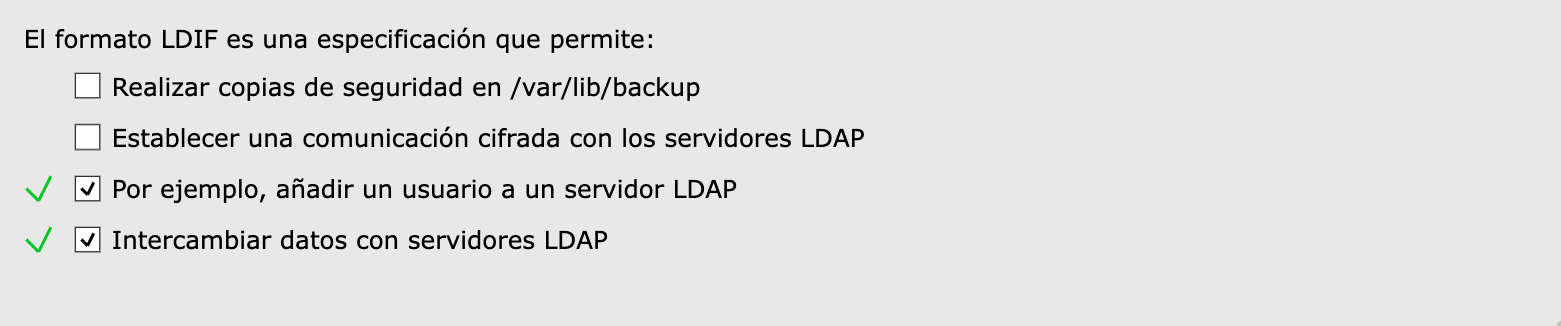 El formato LDIF es una especificación que permite:
Realizar copias de seguridad en /var/lib/backup
Establecer una comunicación cifrada con los servidores LDAP
Por ejemplo, añadir un usuario a un servidor LDAP
Intercambiar datos con servidores LDAP